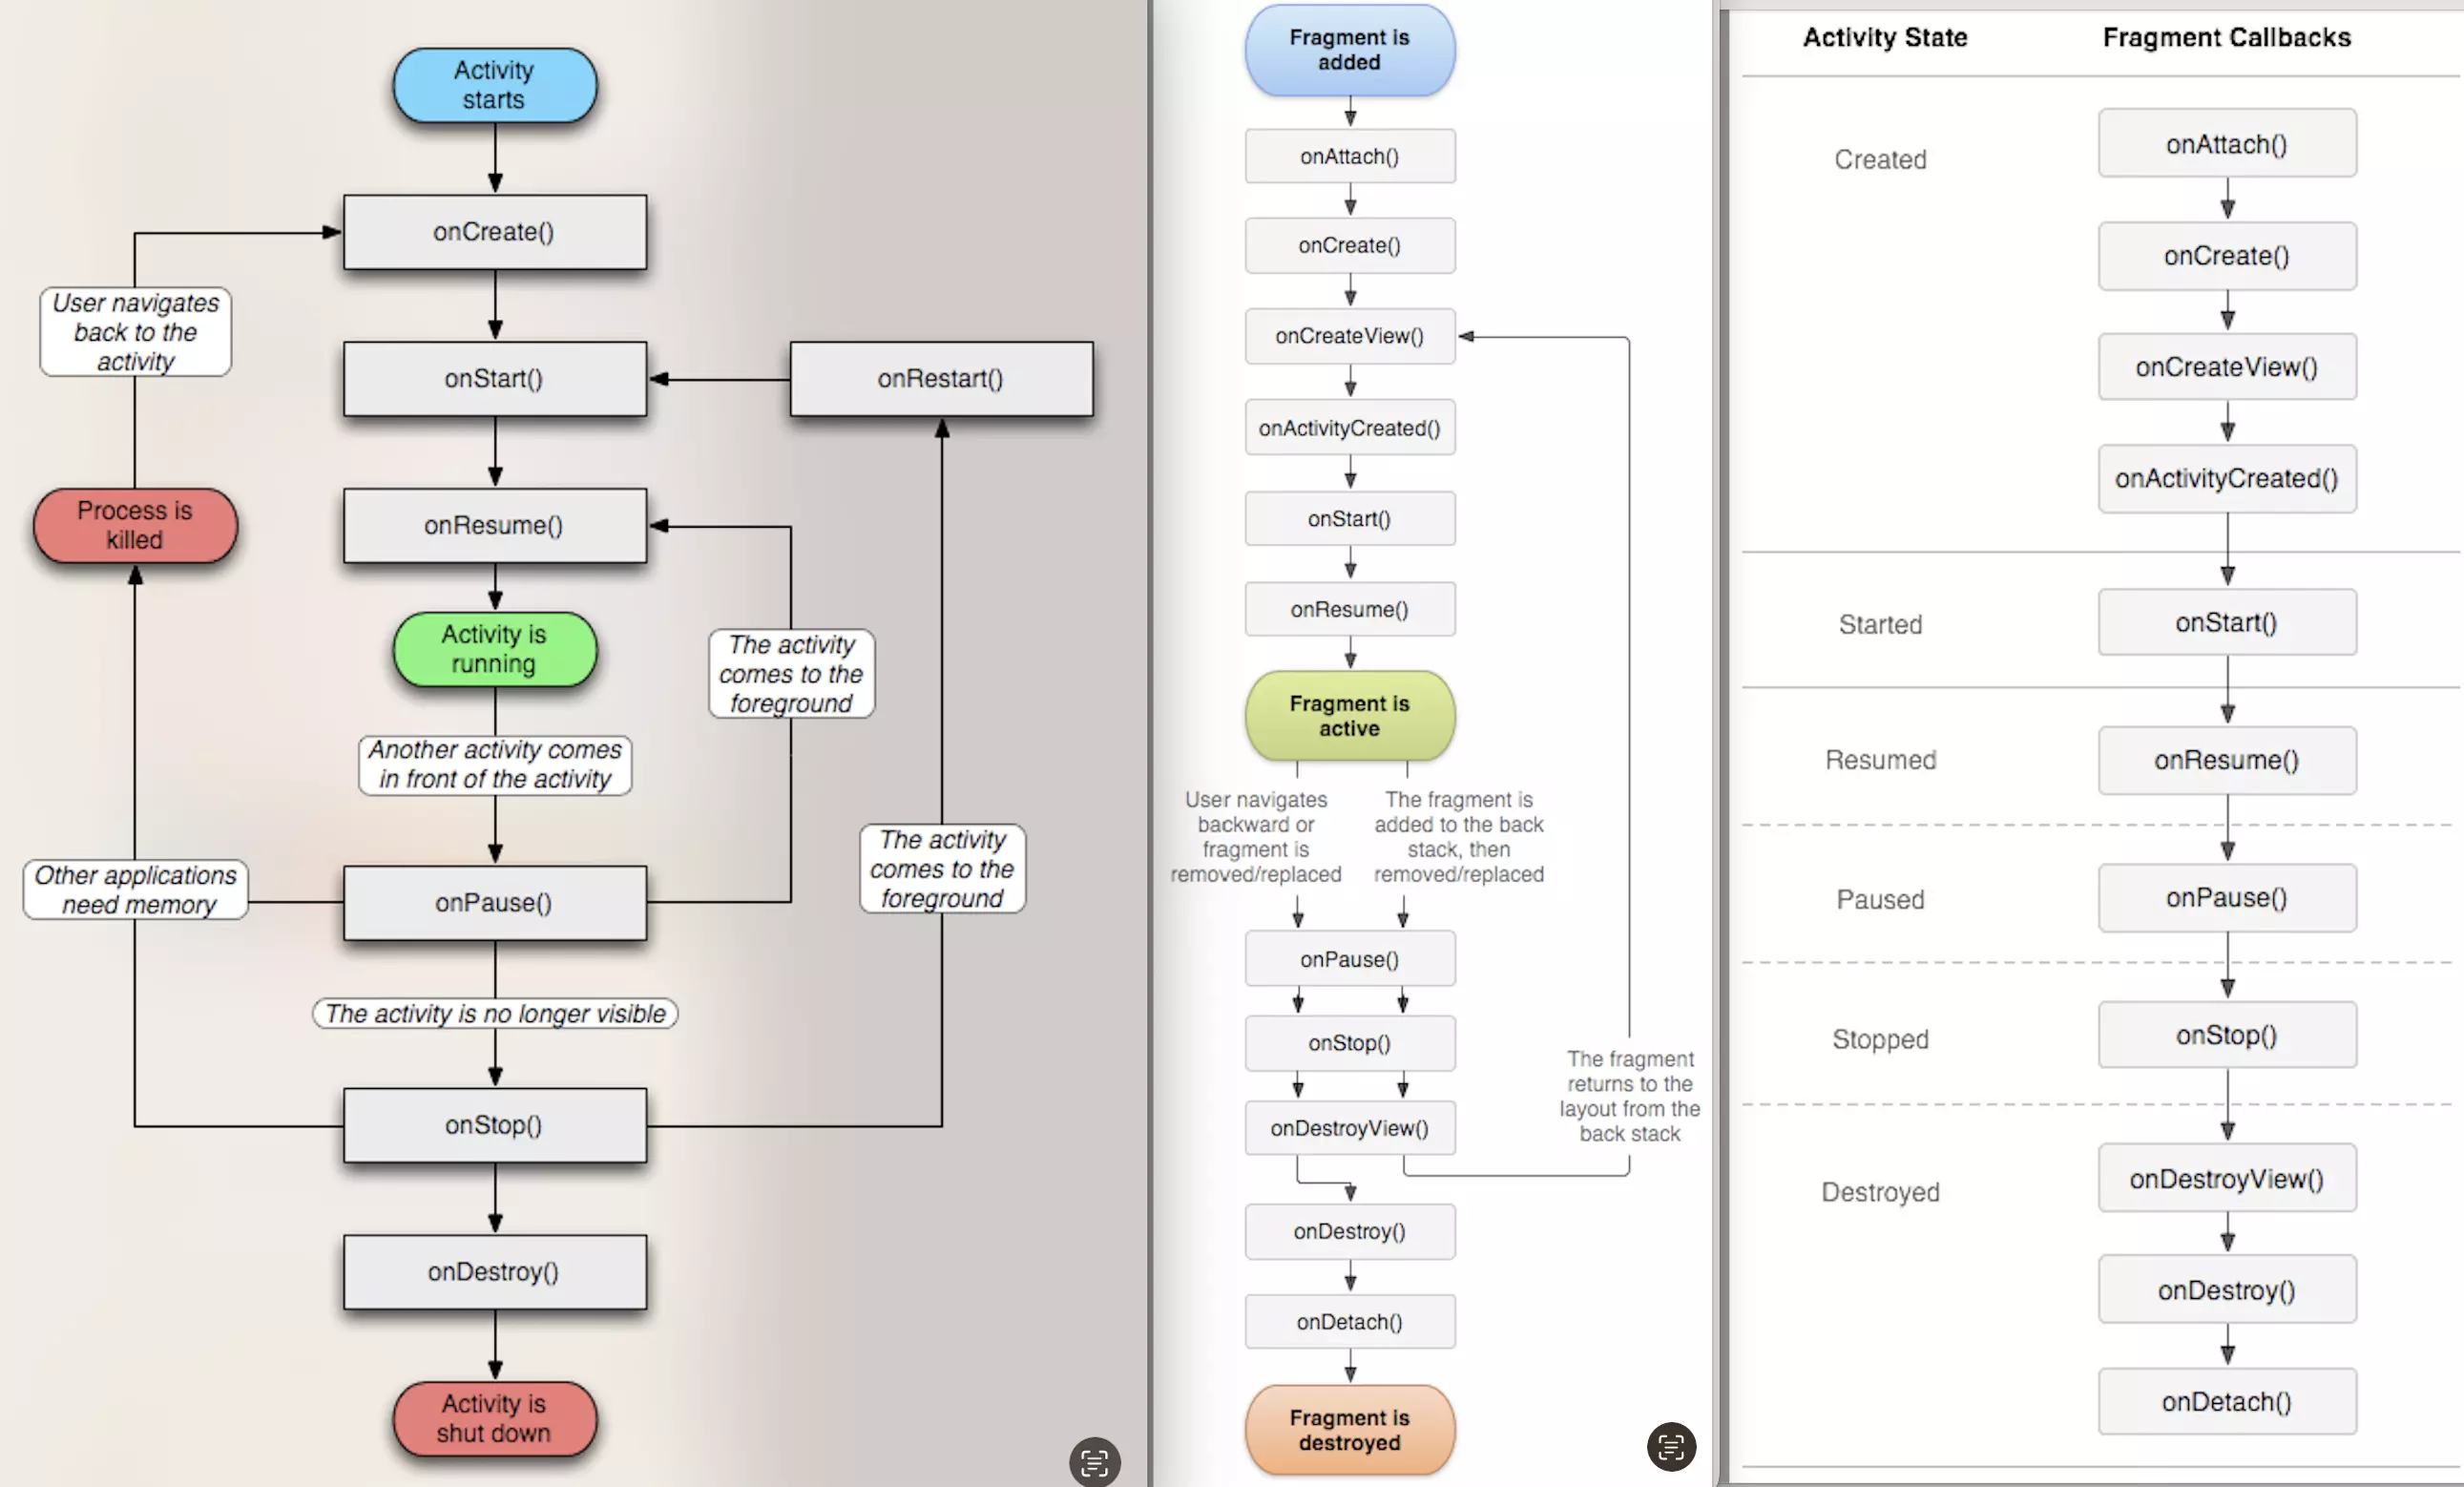 Activity
starts
onCreate()
User navigates
back to the
activity
onStart()
onRestart()
Process is
killed
onResume()
Activity is
running
The activity
comes to the
foreground
Another activity comes
in front of the activity
The activity
comes to the
foreground
Other applications
need memory
onPause()
The activity is no longer visible
onStop()
onDestroy()
Activity is
shut down
Fragment is
added
onAttach()
onCreate()
onCreateView()
onActivityCreated()
onStart()
onResume()
Fragment is
active
User navigates
backward or
fragment is
removed/replaced
The fragment is
added to the back
stack, then
removed/replaced
onPause()
onStop()
The fragment
returns to the
layout from the
back stack
onDestroyView()
onDestroy()
onDetach()
Fragment is
destroyed
Activity State Fragment Callbacks
Created
onAttach()
onCreate()
onCreateView()
onActivityCreated()
Started
onStart()
Resumed
onResume()
Paused
onPause()
Stopped
onStop()
Destroyed
onDestroyView()
onDestroy()
onDetach()